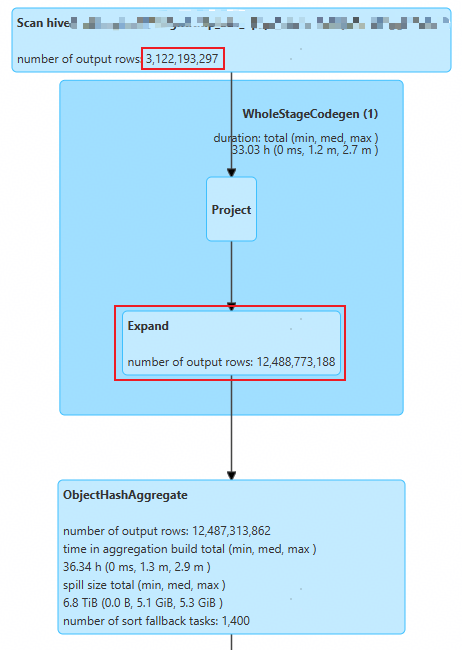 Scan hive
number of output rows: 3,122,193,297
WholeStageCodegen (1)
duration: total (min, med, max )
33.03 h (0 ms, 1.2 m, 2.7 m )
Project
Expand
number of output rows: 12,488,773,188
ObjectHashAggregate
number of output rows: 12,487,313,862
time in aggregation build total (min, med, max )
36.34 h (0 ms, 1.3 m, 2.9 m )
spill size total (min, med, max )
6.8 TiB (0.0 B, 5.1 GiB, 5.3 GiB )
number of sort fallback tasks: 1,400